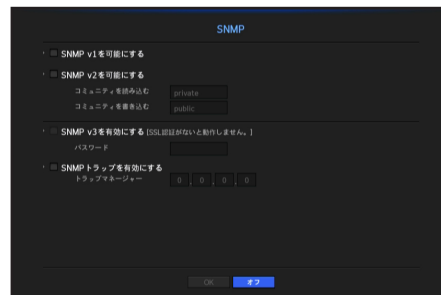 SNMP
SNMP v1を可能にする
SNMP v2を可能にする
コミュニティを読み込む private
コミュニティを書き込む public
SNMP v3を有効にする (SSL認証がないと動作しません。)
パスワード
SNMPトラップを有効にする
トラップマネージャー 0 . 0 . 0 . 0
OK オフ